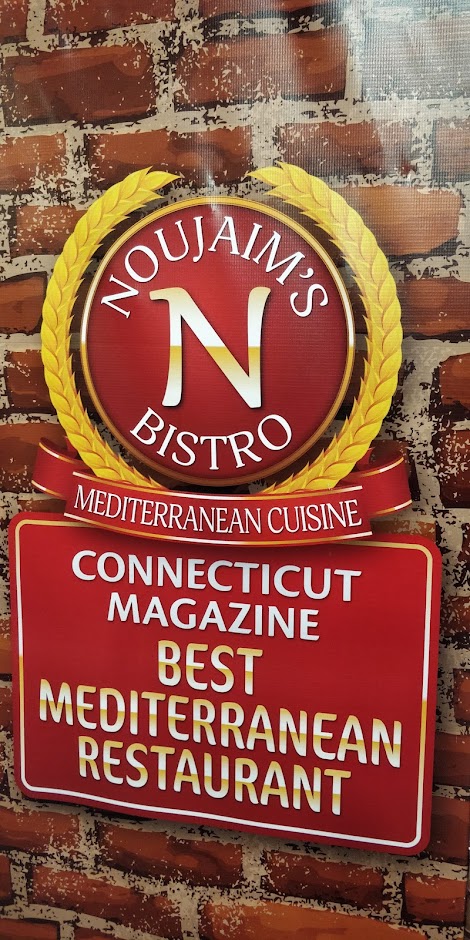 NOUJAIM'S
N
BISTRO
MEDITERRANEAN CUISINE
CONNECTICUT
MAGAZINE
BEST
MEDITERRANEAN
RESTAURANT